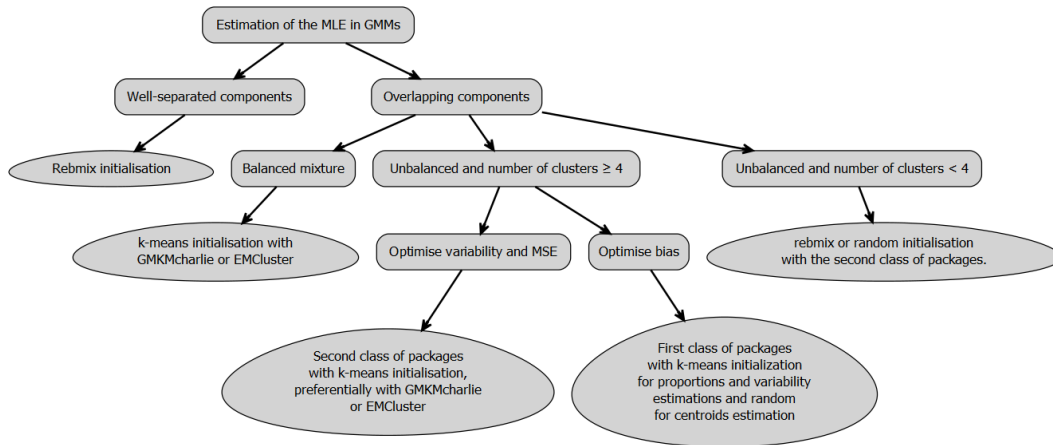 Estimation of the MLE in GMMs
Well-separated components
Overlapping components
Rebmix initialisation
Balanced mixture
Unbalanced and number of clusters ≥ 4
Unbalanced and number of clusters < 4
k-means initialisation with
GMKMcharlie or EMCluster
Optimise variability and MSE
Optimise bias
rebmix or random initialisation
with the second class of packages.
Second class of packages
with k-means initialisation,
preferentially with GMKMcharlie
or EMCluster
First class of packages
with k-means initialization
for proportions and variability
estimations and random
for centroids estimation